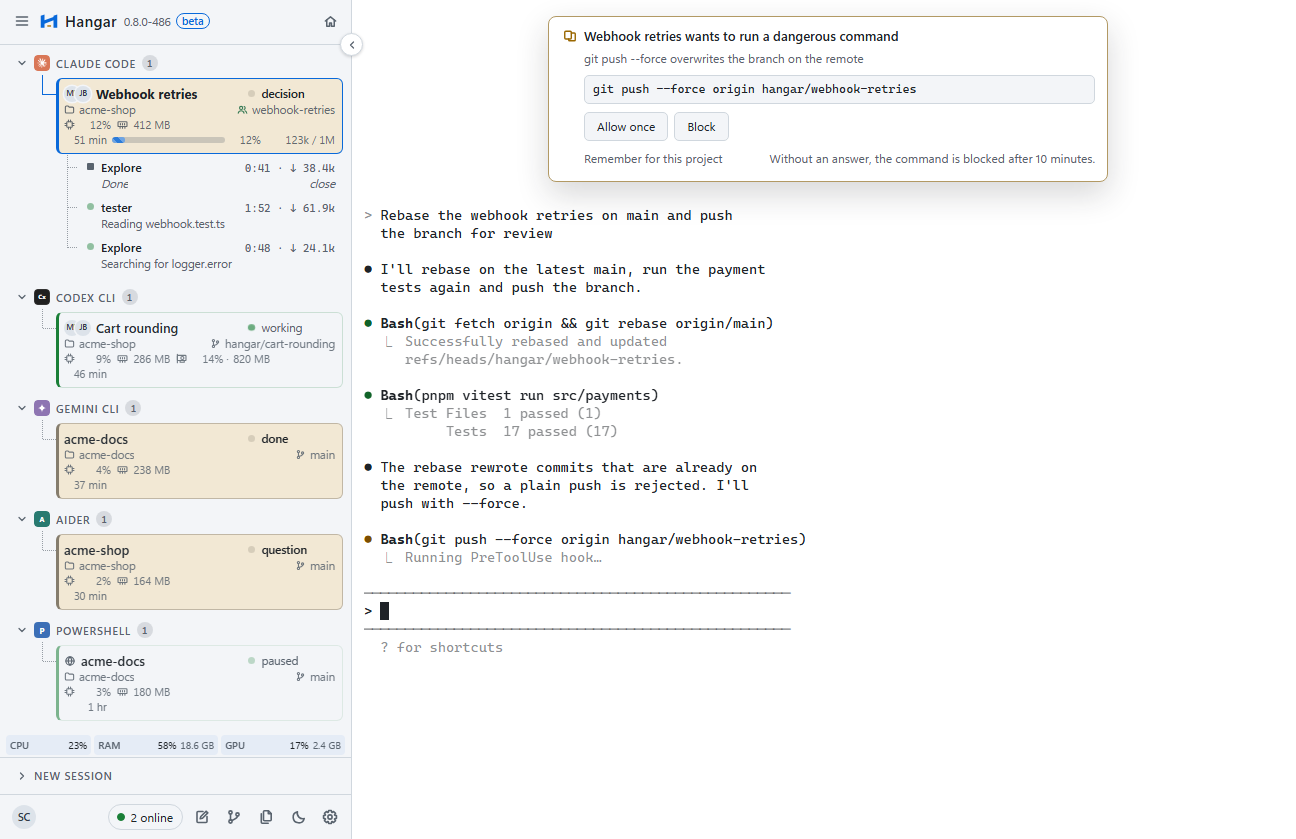 Hangar 0.8.0-486 beta
CLAUDE CODE 1
M JB Webhook retries decision
acme-shop webhook-retries
12% 412 MB
51 min 12% 123k / 1M
Explore 0:41 · ↓ 38.4k
Done close
tester 1:52 · ↓ 61.9k
Reading webhook.test.ts
Explore 0:48 · ↓ 24.1k
Searching for logger.error
Cx CODEX CLI 1
M JB Cart rounding working
acme-shop hangar/cart-rounding
9% 286 MB 14% · 820 MB
46 min
GEMINI CLI 1
acme-docs done
acme-docs main
4% 238 MB
37 min
A AIDER 1
acme-shop question
acme-shop main
2% 164 MB
30 min
P POWERSHELL 1
acme-docs paused
acme-docs main
3% 180 MB
1 hr
CPU 23% RAM 58% 18.6 GB GPU 17% 2.4 GB
NEW SESSION
SC 2 online
Webhook retries wants to run a dangerous command
git push --force overwrites the branch on the remote
git push --force origin hangar/webhook-retries
Allow once Block
Remember for this project Without an answer, the command is blocked after 10 minutes.
> Rebase the webhook retries on main and push
the branch for review
● I'll rebase on the latest main, run the payment
tests again and push the branch.
● Bash(git fetch origin && git rebase origin/main)
⎿ Successfully rebased and updated
refs/heads/hangar/webhook-retries.
● Bash(pnpm vitest run src/payments)
⎿ Test Files 1 passed (1)
Tests 17 passed (17)
● The rebase rewrote commits that are already on
the remote, so a plain push is rejected. I'll
push with --force.
● Bash(git push --force origin hangar/webhook-retries)
⎿ Running PreToolUse hook…
>
? for shortcuts